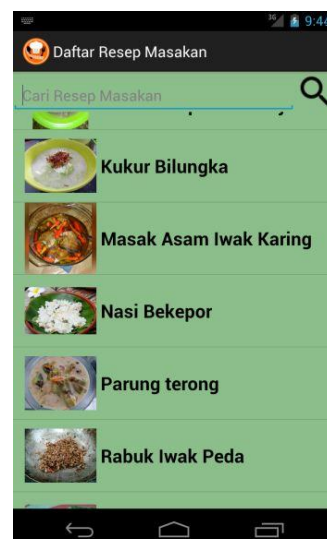 3G 9:44
Daftar Resep Masakan
Cari Resep Masakan
Kukur Bilungka
Masak Asam Iwak Karing
Nasi Bekepor
Parung terong
Rabuk Iwak Peda